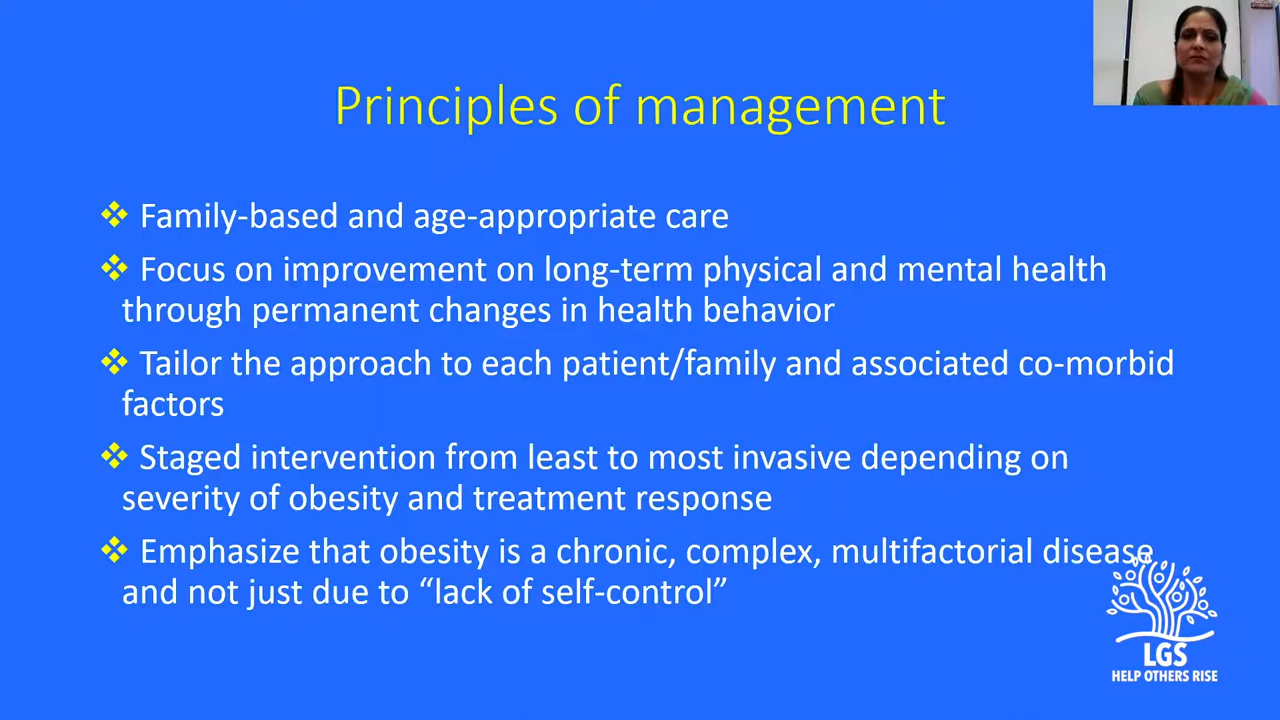 Principles of management
❖ Family-based and age-appropriate care
❖ Focus on improvement on long-term physical and mental health
through permanent changes in health behavior
❖ Tailor the approach to each patient/family and associated co-morbid
factors
❖ Staged intervention from least to most invasive depending on
severity of obesity and treatment response
❖ Emphasize that obesity is a chronic, complex, multifactorial disease
and not just due to “lack of self-control”
LGS
HELP OTHERS RISE